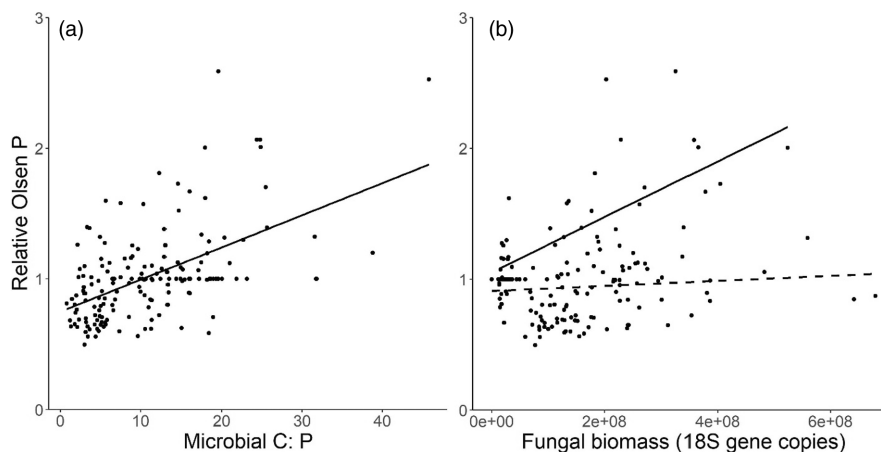 (a)
(b)
Relative Olsen P
3
2
1
0
0
10
20
30
40
Microbial C: P
3
2
1
0
0e+00
2e+08
4e+08
6e+08
Fungal biomass (18S gene copies)